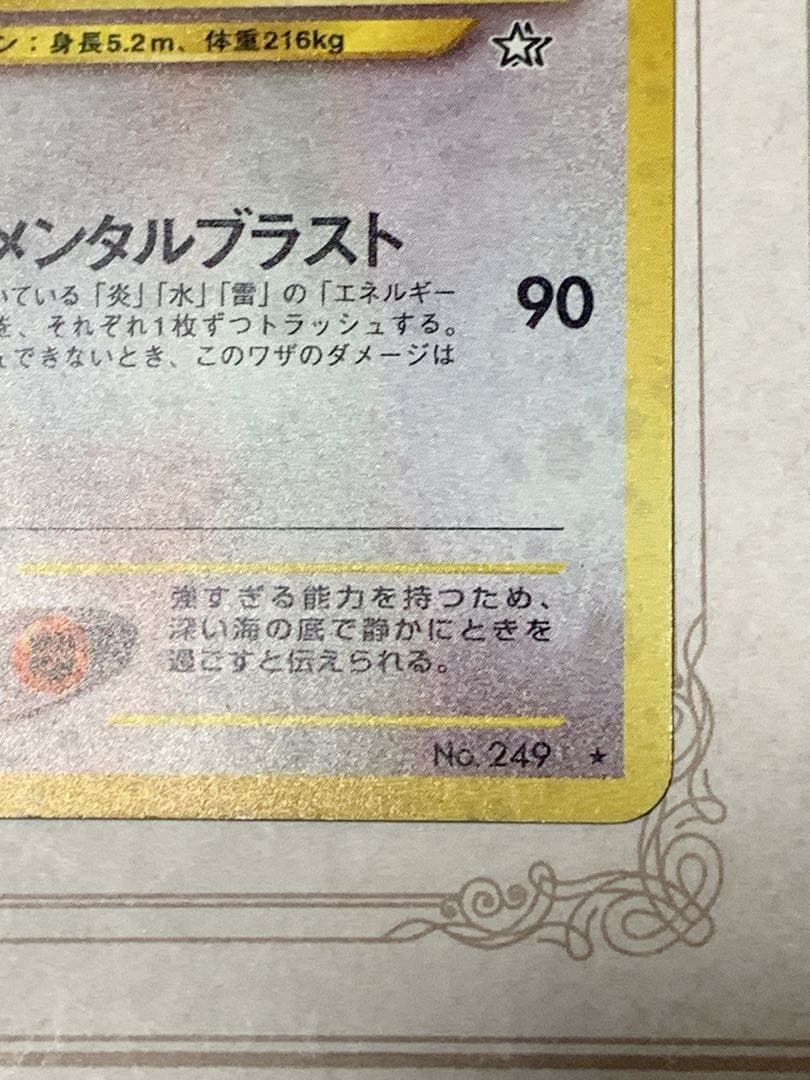 ン：身長5.2m、体重216kg
メンタルブラスト
いている「炎」「水」「雷」の「エネルギー
90
を、それぞれ1枚ずつトラッシュする。
できないとき、このワザのダメージは
強すぎる能力を持つため、
深い海の底で静かにときを
過ごすと伝えられる。
No. 249 ★